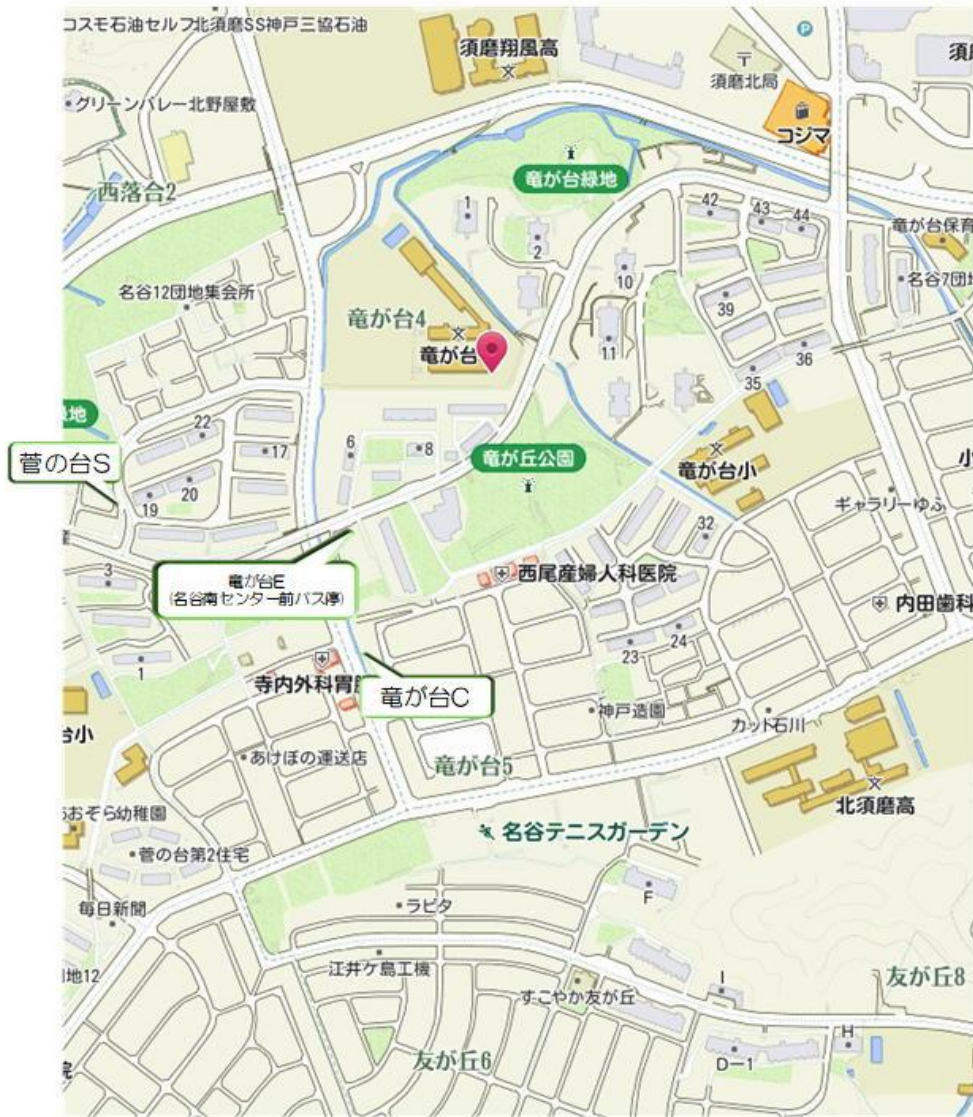 コスモ石油セルフ北須磨SS神戸三協石油
須磨翔風高
〒
須磨北局
P
グリーンバレー北野屋敷
コジマ
西落合2
竜が台緑地
1
2
42
43
44
竜が台保育
名谷12団地集会所
10
名谷7団地
竜が台4
39
竜が台
11
36
35
緑地
22
17
6
8
竜が丘公園
竜が台小
菅の台S
20
19
ギャラリーゆふ
32
3
竜が台E
(名谷南センター前バス停)
西尾産婦人科医院
内田歯科
24
23
1
寺内外科胃腸
竜が台C
神戸造園
カット石川
台小
あけぼの運送店
竜が台5
北須磨高
おおぞら幼稚園
名谷テニスガーデン
菅の台第2住宅
F
ラピタ
毎日新聞
江井ケ島工機
地12
I
すこやか友が丘
友が丘8
H
D-1
友が丘6
院